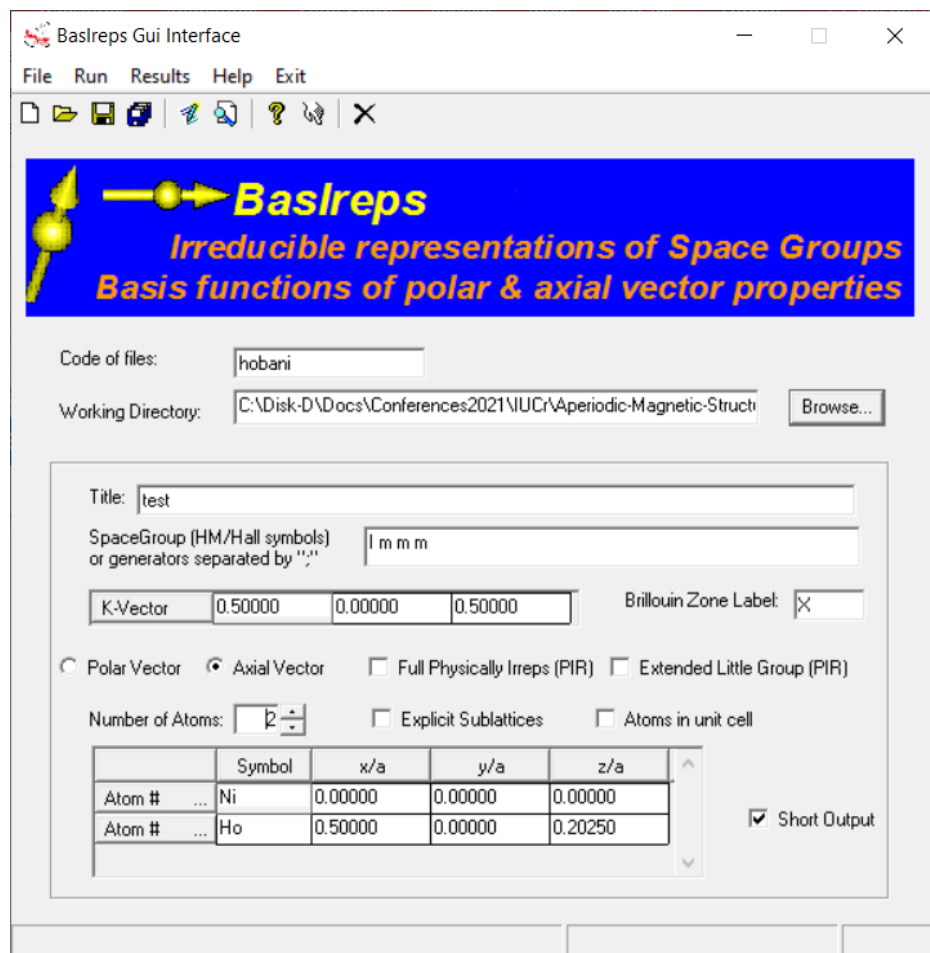 BasIreps Gui Interface
File Run Results Help Exit
BasIreps
Irreducible representations of Space Groups
Basis functions of polar & axial vector properties
Code of files: hobani
Working Directory: C:\Disk-D\Docs\Conferences2021\IUCr\Aperiodic-Magnetic-Struct Browse...
Title: test
SpaceGroup (HM/Hall symbols)
or generators separated by ";" I m m m
K-Vector 0.50000 0.00000 0.50000 Brillouin Zone Label: X
Polar Vector Axial Vector Full Physically Irreps (PIR) Extended Little Group (PIR)
Number of Atoms: 2 Explicit Sublattices Atoms in unit cell
Symbol x/a y/a z/a
Atom # ... Ni 0.00000 0.00000 0.00000
Atom # ... Ho 0.50000 0.00000 0.20250
Short Output